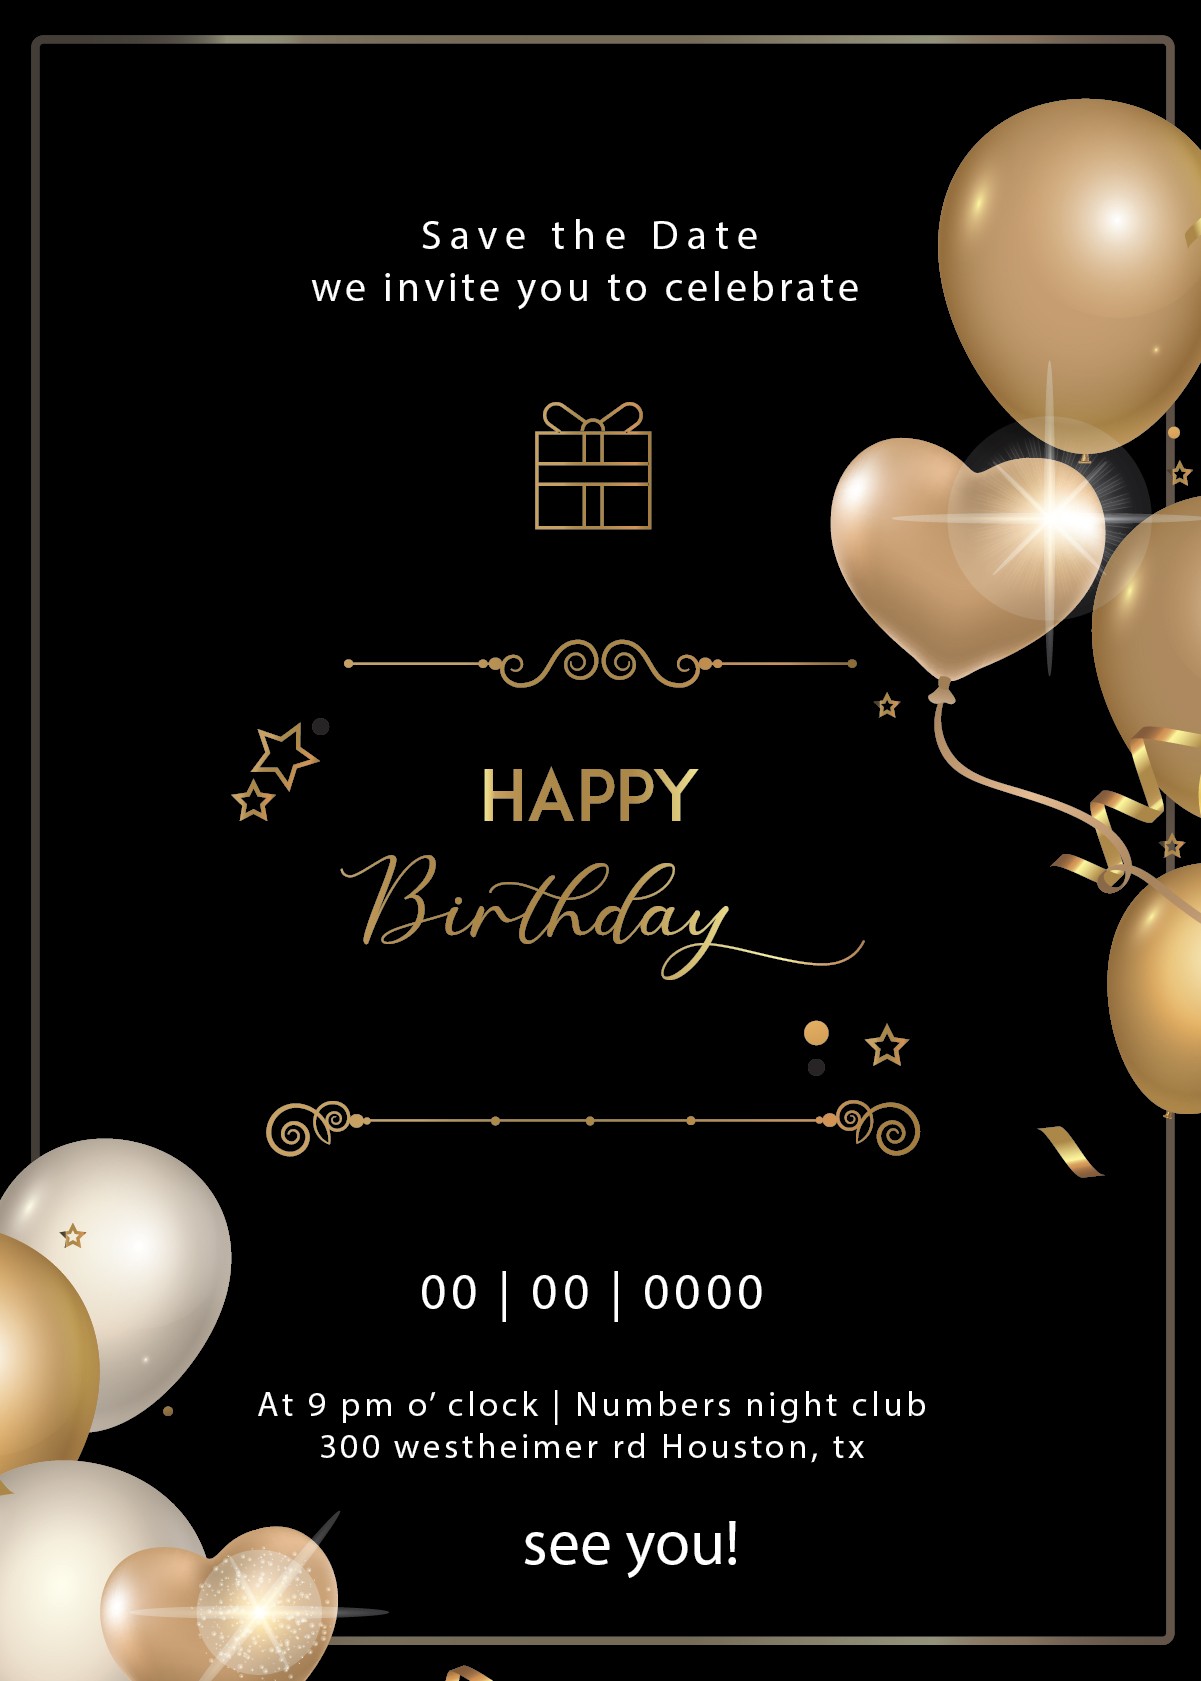 Save the Date
we invite you to celebrate
HAPPY
Birthday
00 | 00 | 0000
At 9 pm o’ clock | Numbers night club
300 westheimer rd Houston, tx
see you!